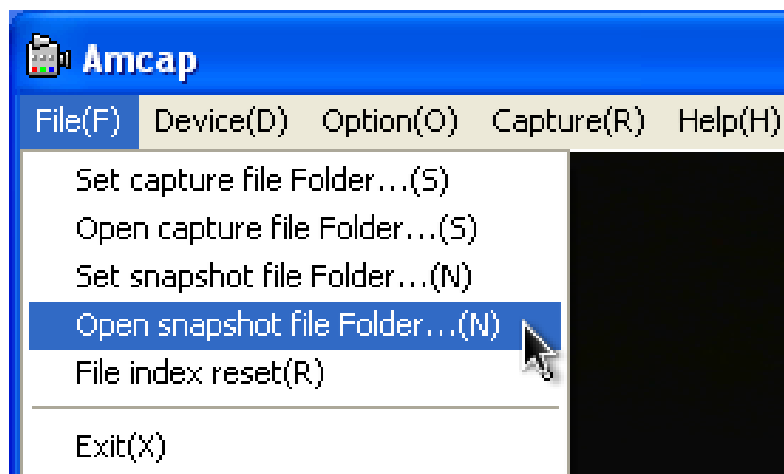 Amcap
File(F) Device(D) Option(O) Capture(R) Help(H)
Set capture file Folder...(S)
Open capture file Folder...(S)
Set snapshot file Folder...(N)
Open snapshot file Folder...(N)
File index reset(R)
Exit(X)